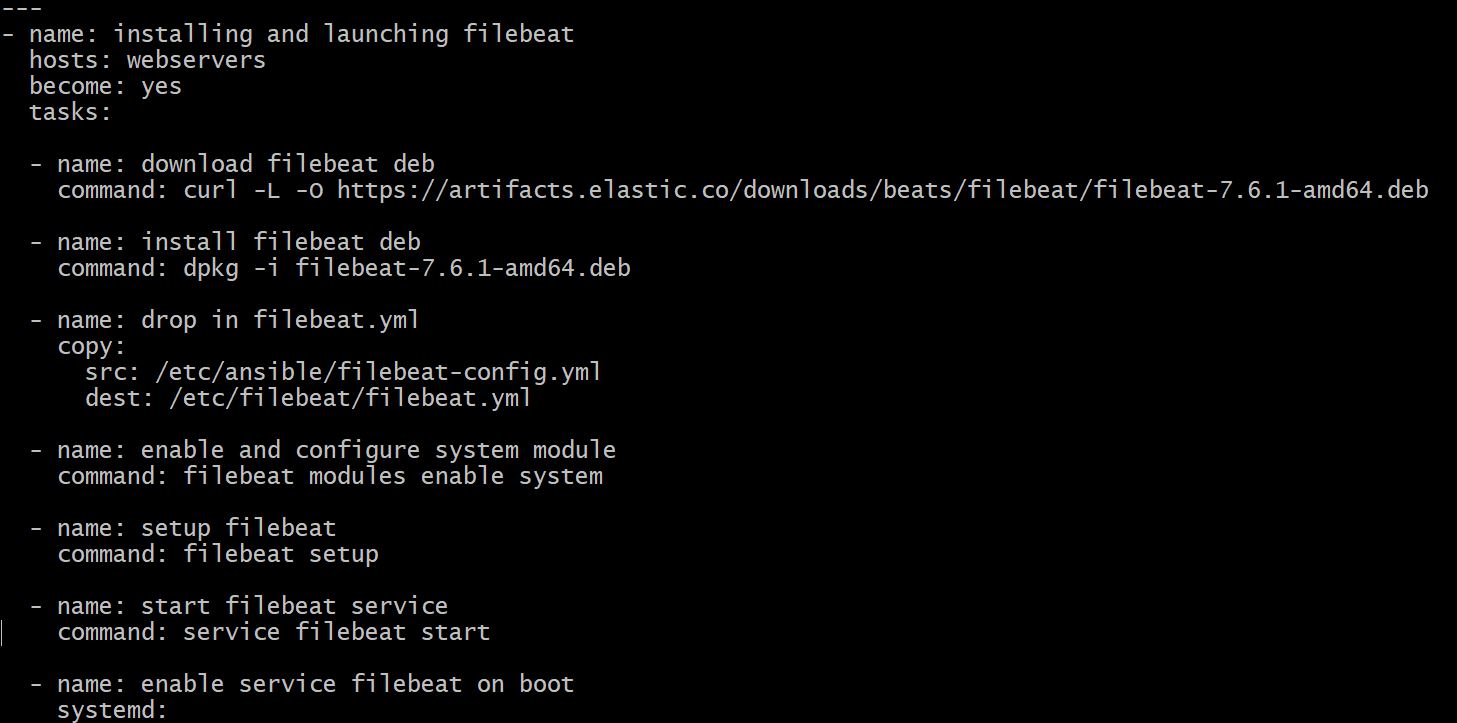 ---
- name: installing and launching filebeat
  hosts: webservers
  become: yes
  tasks:

  - name: download filebeat deb
    command: curl -L -O https://artifacts.elastic.co/downloads/beats/filebeat/filebeat-7.6.1-amd64.deb

  - name: install filebeat deb
    command: dpkg -i filebeat-7.6.1-amd64.deb

  - name: drop in filebeat.yml
    copy:
      src: /etc/ansible/filebeat-config.yml
      dest: /etc/filebeat/filebeat.yml

  - name: enable and configure system module
    command: filebeat modules enable system

  - name: setup filebeat
    command: filebeat setup

  - name: start filebeat service
    command: service filebeat start

  - name: enable service filebeat on boot
    systemd: